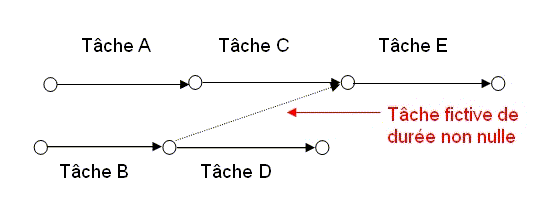 Tâche A
Tâche C
Tâche E
Tâche fictive de
durée non nulle
Tâche B
Tâche D